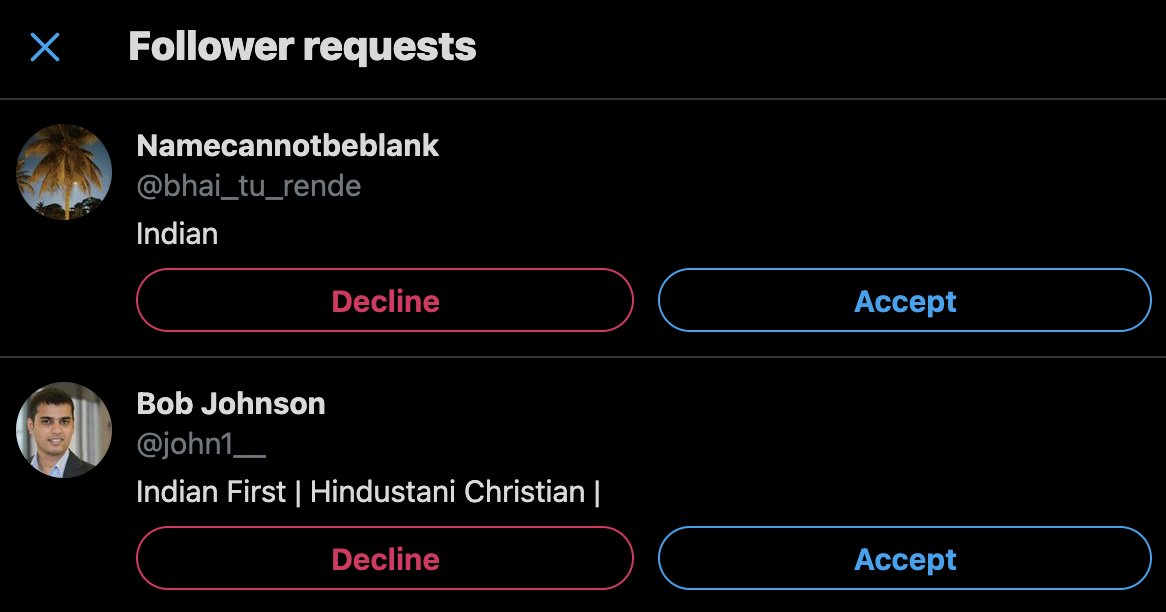 Follower requests
Namecannotbeblank
@bhai_tu_rende
Indian
Decline
Accept
Bob Johnson
@john1__
Indian First | Hindustani Christian |
Decline
Accept